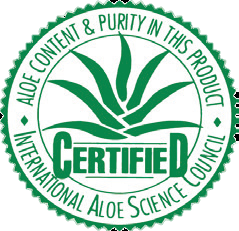 ALOE CONTENT & PURITY IN THIS PRODUCT
CERTIFIED
INTERNATIONAL ALOE SCIENCE COUNCIL